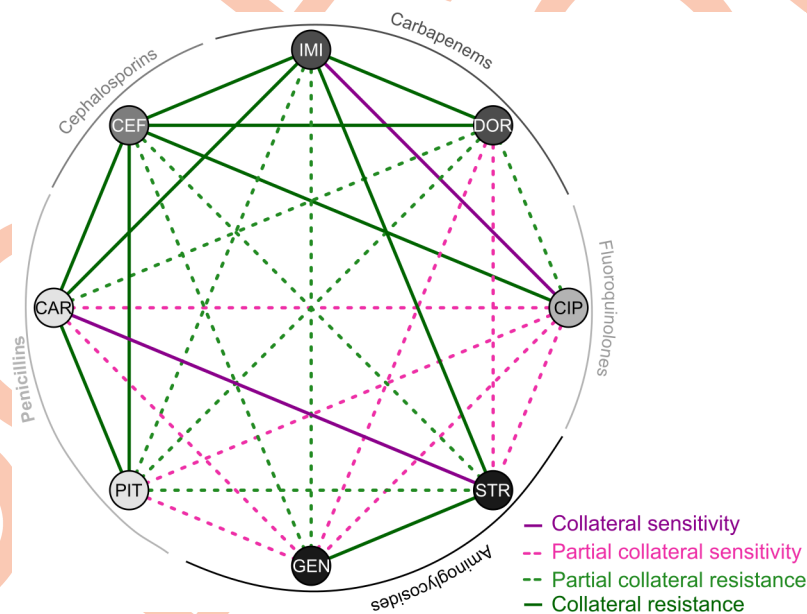 Carbapenems
Cephalosporins
IMI
CEF
DOR
Fluoroquinolones
CAR
CIP
Penicillins
PIT
STR
GEN
Aminoglycosides
Collateral sensitivity
Partial collateral sensitivity
Partial collateral resistance
Collateral resistance